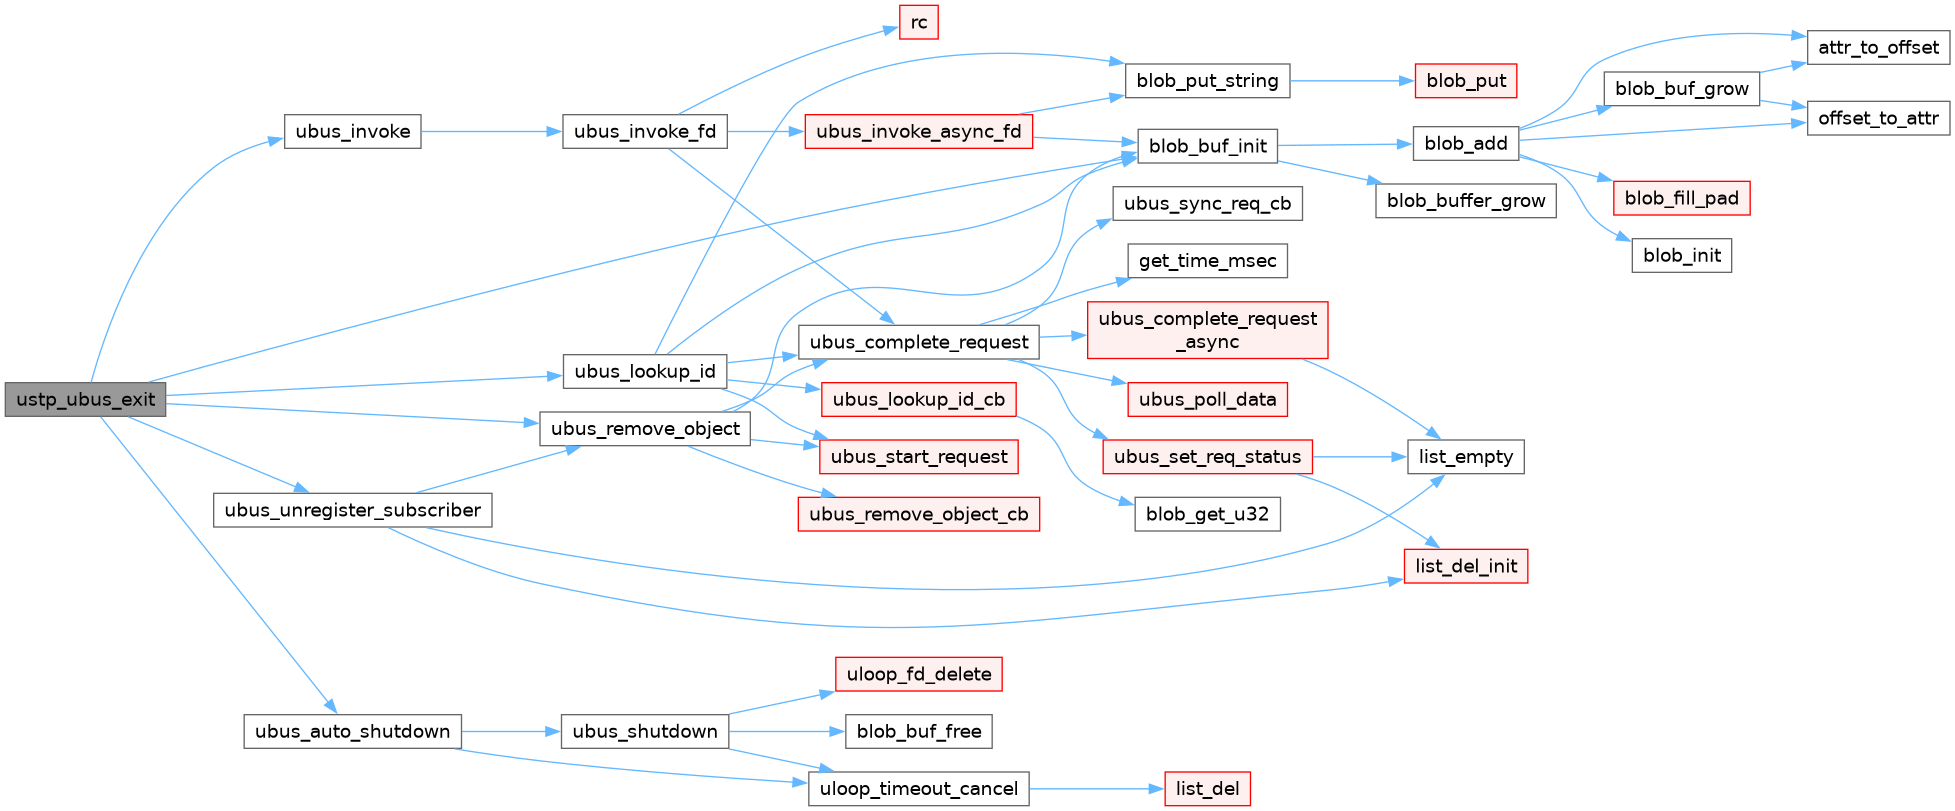 rc
attr_to_offset
blob_put_string
blob_put
blob_buf_grow
ubus_invoke
ubus_invoke_fd
ubus_invoke_async_fd
offset_to_attr
blob_buf_init
blob_add
ubus_sync_req_cb
blob_buffer_grow
blob_fill_pad
get_time_msec
blob_init
ubus_complete_request
_async
ubus_complete_request
ubus_lookup_id
ustp_ubus_exit
ubus_lookup_id_cb
ubus_poll_data
ubus_remove_object
ubus_start_request
ubus_set_req_status
list_empty
ubus_unregister_subscriber
ubus_remove_object_cb
blob_get_u32
list_del_init
uloop_fd_delete
ubus_auto_shutdown
ubus_shutdown
blob_buf_free
uloop_timeout_cancel
list_del